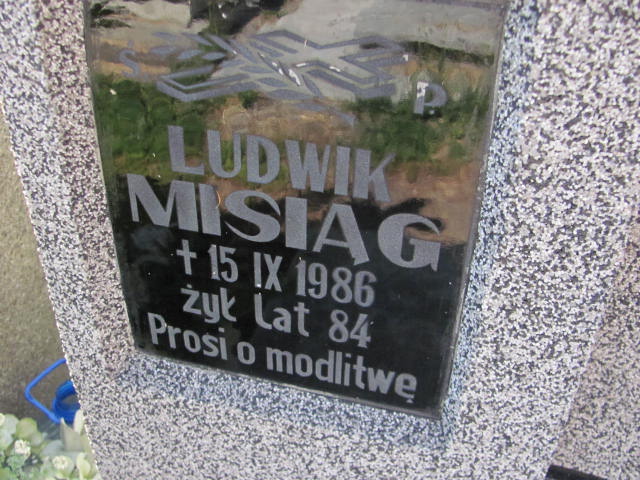 Ś P.
LUDWIK
MISIĄG
† 15 IX 1986
żył lat 84
Prosi o modlitwę